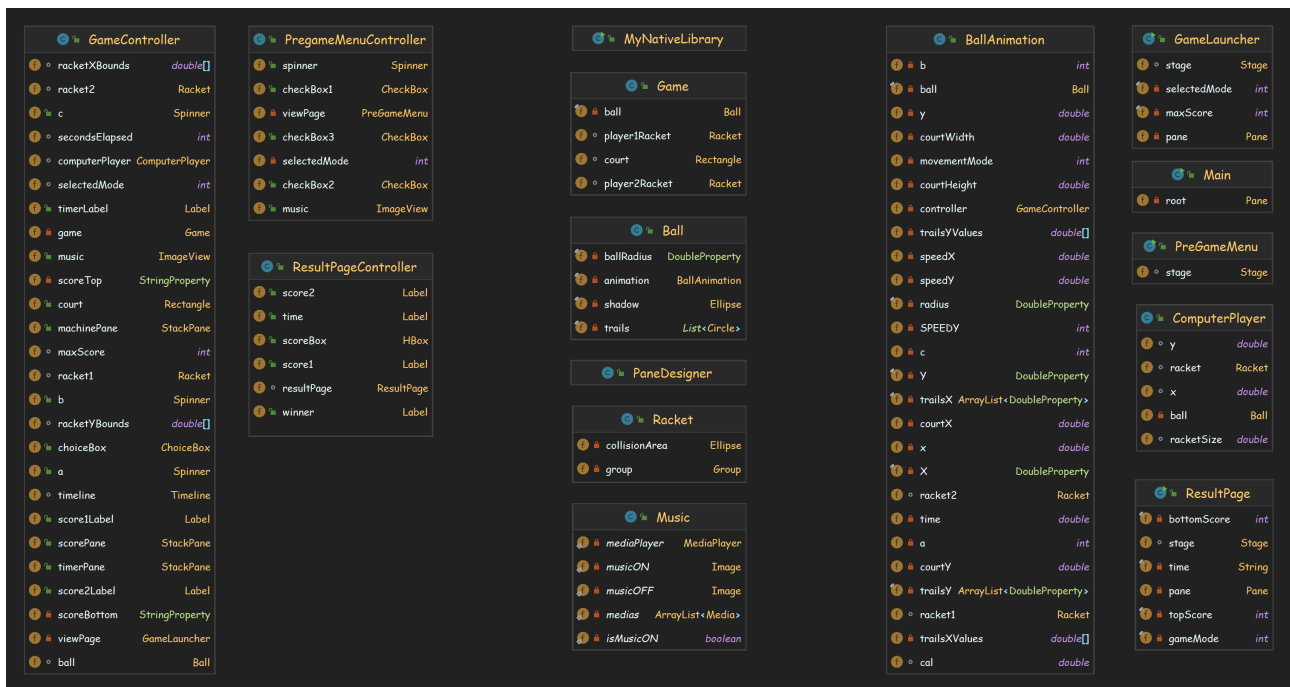 GameController
racketXBounds double[]
racket2 Racket
c Spinner
secondsElapsed int
computerPlayer ComputerPlayer
selectedMode int
timerLabel Label
game Game
music ImageView
scoreTop StringProperty
court Rectangle
machinePane StackPane
maxScore int
racket1 Racket
b Spinner
racketYBounds double[]
choiceBox ChoiceBox
a Spinner
timeline Timeline
score1Label Label
scorePane StackPane
timerPane StackPane
score2Label Label
scoreBottom StringProperty
viewPage GameLauncher
ball Ball
PregameMenuController
spinner Spinner
checkBox1 CheckBox
viewPage PreGameMenu
checkBox3 CheckBox
selectedMode int
checkBox2 CheckBox
music ImageView
ResultPageController
score2 Label
time Label
scoreBox HBox
score1 Label
resultPage ResultPage
winner Label
MyNativeLibrary
Game
ball Ball
player1Racket Racket
court Rectangle
player2Racket Racket
Ball
ballRadius DoubleProperty
animation BallAnimation
shadow Ellipse
trails List<Circle>
PaneDesigner
Racket
collisionArea Ellipse
group Group
Music
mediaPlayer MediaPlayer
musicON Image
musicOFF Image
medias ArrayList<Media>
isMusicON boolean
BallAnimation
b int
ball Ball
y double
courtWidth double
movementMode int
courtHeight double
controller GameController
trailsYValues double[]
speedX double
speedY double
radius DoubleProperty
SPEEDY int
c int
Y DoubleProperty
trailsX ArrayList<DoubleProperty>
courtX double
x double
X DoubleProperty
racket2 Racket
time double
a int
courtY double
trailsY ArrayList<DoubleProperty>
racket1 Racket
trailsXValues double[]
cal double
GameLauncher
stage Stage
selectedMode int
maxScore int
pane Pane
Main
root Pane
PreGameMenu
stage Stage
ComputerPlayer
y double
racket Racket
x double
ball Ball
racketSize double
ResultPage
bottomScore int
stage Stage
time String
pane Pane
topScore int
gameMode int